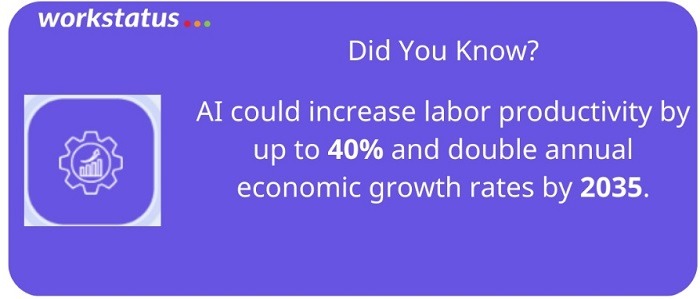 workstatus...
Did You Know?
AI could increase labor productivity by
up to 40% and double annual
economic growth rates by 2035.